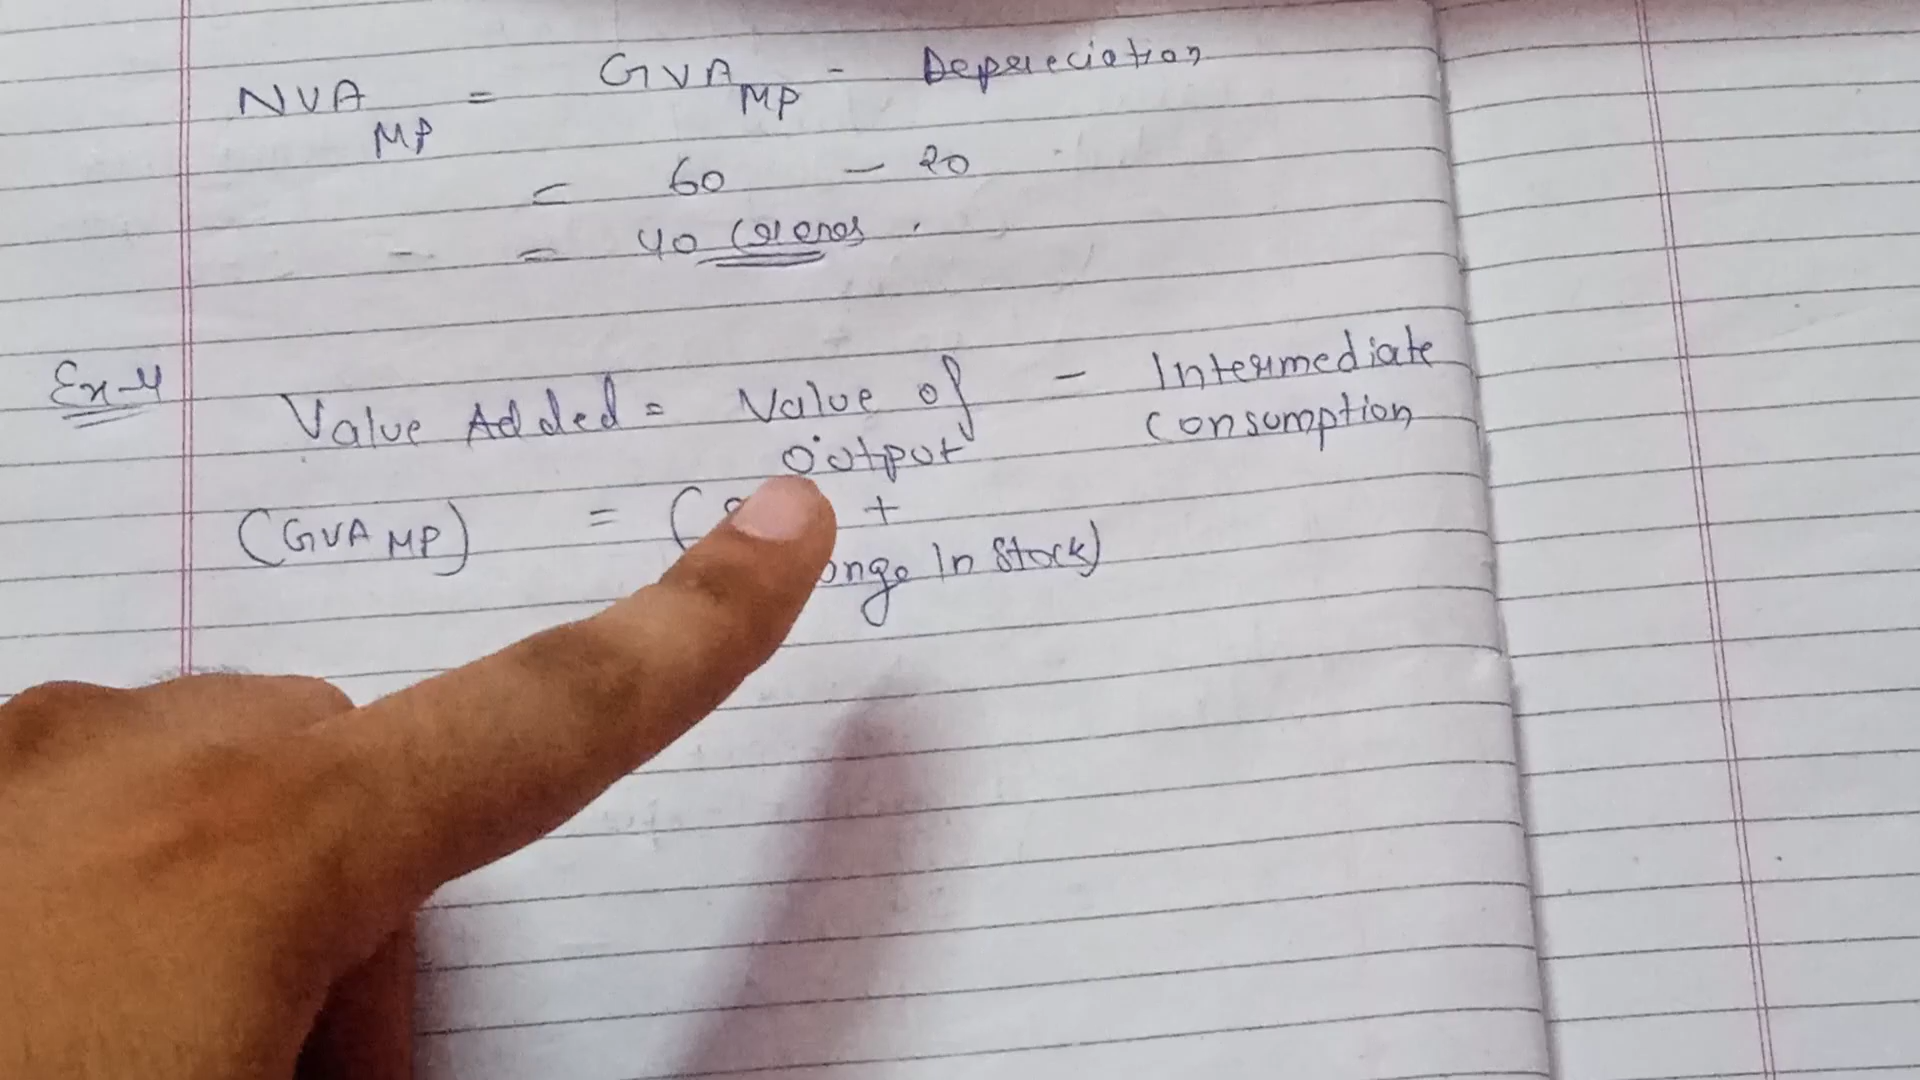 NVA MP = GVA MP - Depreciation
= 60 - 20
= 40 Crores.
Ex-4
Value Added = Value of output - Intermediate consumption
(GVA MP) = ( +
in Stock)